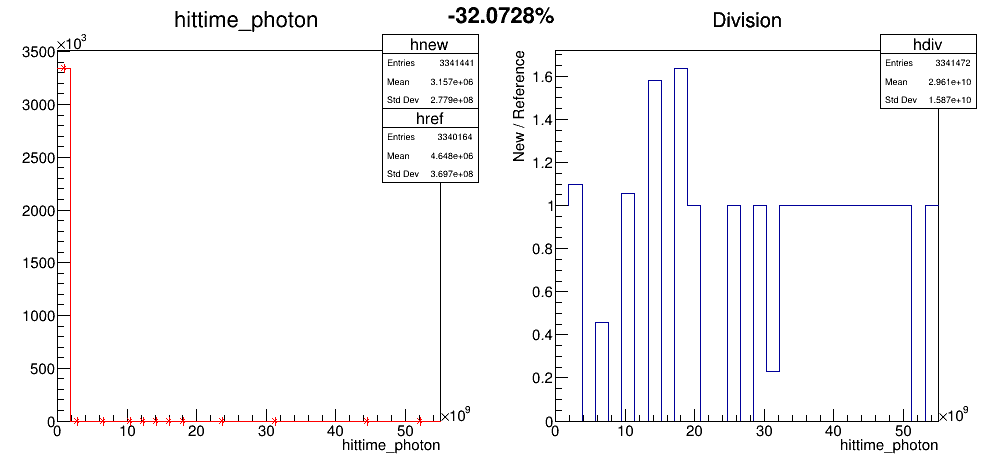 -32.0728%
hittime_photon
×10³
3500
3000
2500
2000
1500
1000
500
0
0 10 20 30 40 50
×10⁹
hittime_photon
hnew
Entries 3341441
Mean 3.157e+06
Std Dev 2.779e+08
href
Entries 3340164
Mean 4.648e+06
Std Dev 3.697e+08
Division
New / Reference
1.6
1.4
1.2
1
0.8
0.6
0.4
0.2
0
0 10 20 30 40 50
×10⁹
hittime_photon
hdiv
Entries 3341472
Mean 2.961e+10
Std Dev 1.587e+10